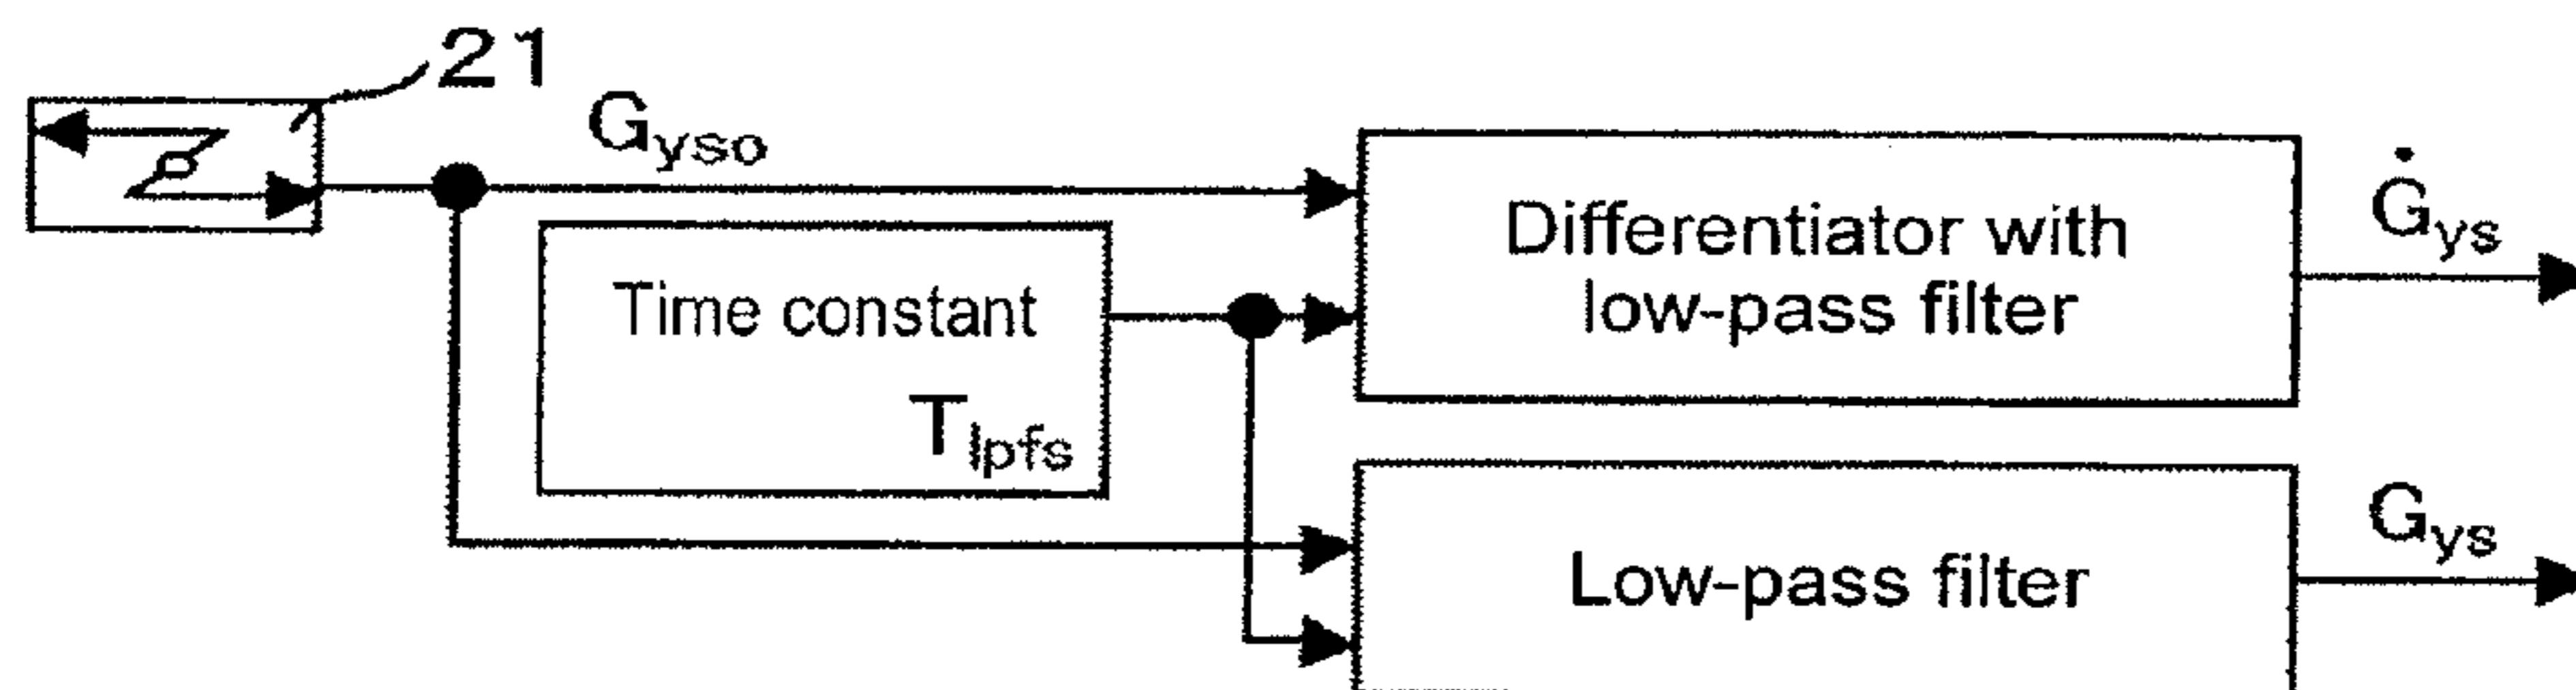 21
Gyso
Time constant
Tlpfs
Differentiator with
low-pass filter
Ġys
Low-pass filter
Gys